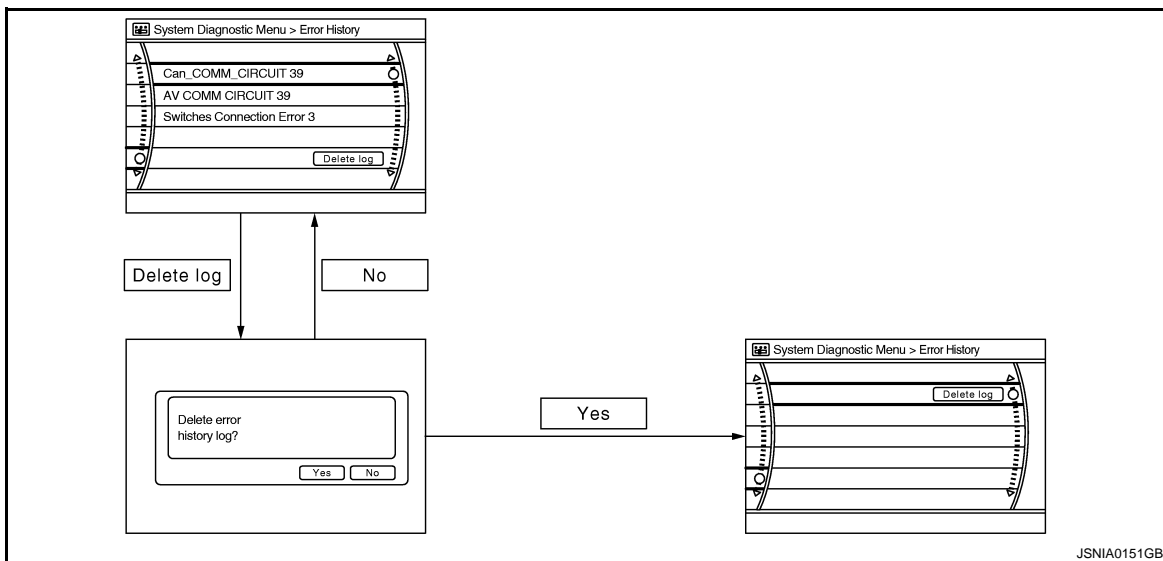 System Diagnostic Menu > Error History
Can_COMM_CIRCUIT 39
AV COMM CIRCUIT 39
Switches Connection Error 3
Delete log
Delete log
No
Delete error
history log?
Yes No
Yes
System Diagnostic Menu > Error History
Delete log
JSNIA0151GB